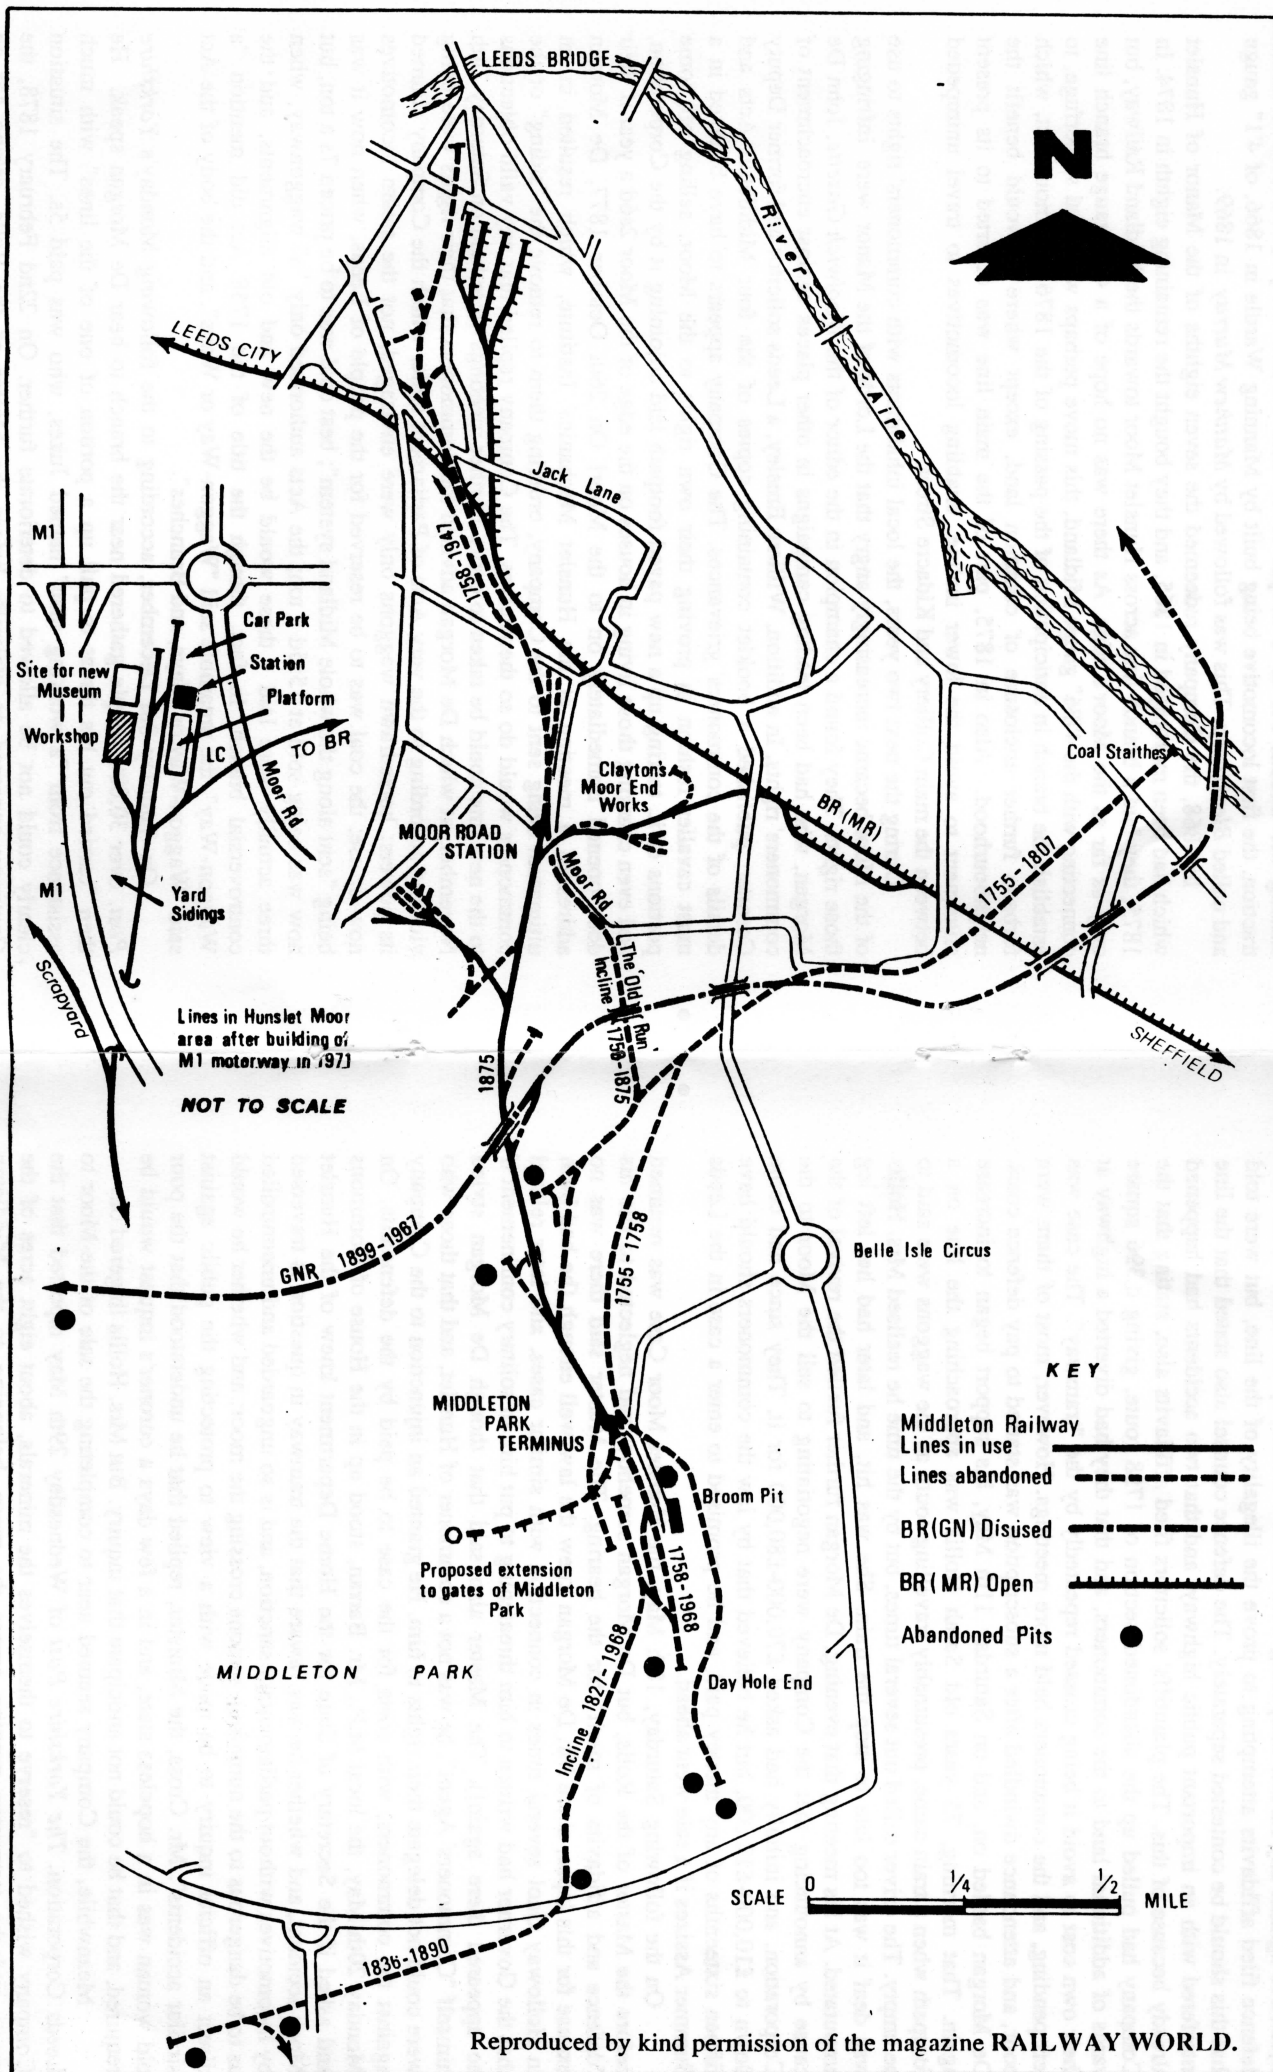 LEEDS BRIDGE
N
River
Aire
LEEDS CITY
Jack Lane
1758-1947
M1
Car Park
Station
Platform
Site for new
Museum
Workshop
LC
TO BR
Moor Rd
M1
Yard
Sidings
Scrapyard
Lines in Hunslet Moor
area after building of
M1 motorway in 1973
NOT TO SCALE
Coal Staithes
Clayton's
Moor End
Works
BR (MR)
MOOR ROAD
STATION
Moor Rd.
1755-1807
The 'Old Run'
Incline 1758-1875
SHEFFIELD
1875
GNR 1899-1967
1755-1758
Belle Isle Circus
MIDDLETON
PARK
TERMINUS
Broom Pit
Proposed extension
to gates of Middleton
Park
1758-1968
MIDDLETON PARK
Incline 1827-1968
Day Hole End
KEY
Middleton Railway
Lines in use
Lines abandoned
BR(GN) Disused
BR (MR) Open
Abandoned Pits
SCALE 0 1/4 1/2 MILE
1836-1890
Reproduced by kind permission of the magazine RAILWAY WORLD.